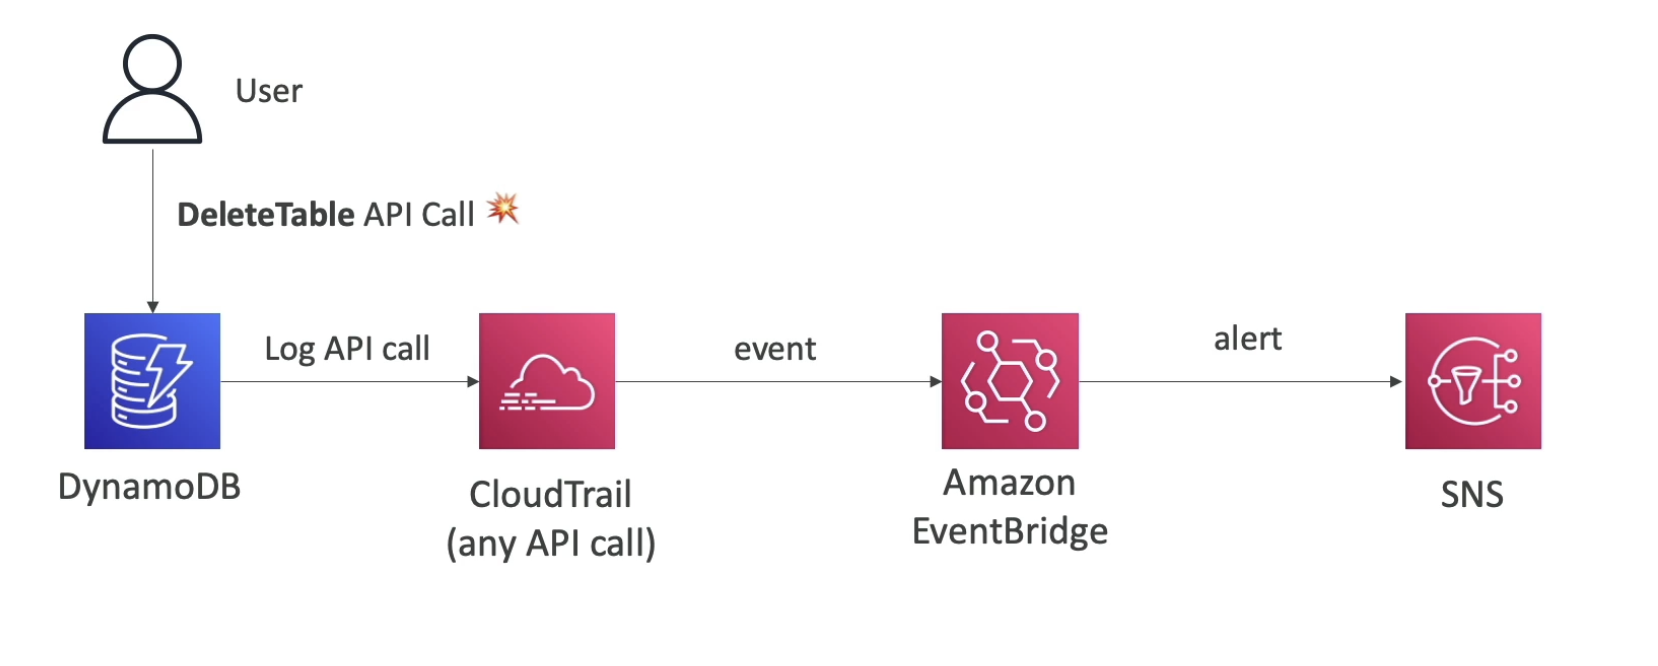 User
DeleteTable API Call
Log API call
event
alert
DynamoDB
CloudTrail
(any API call)
Amazon
EventBridge
SNS